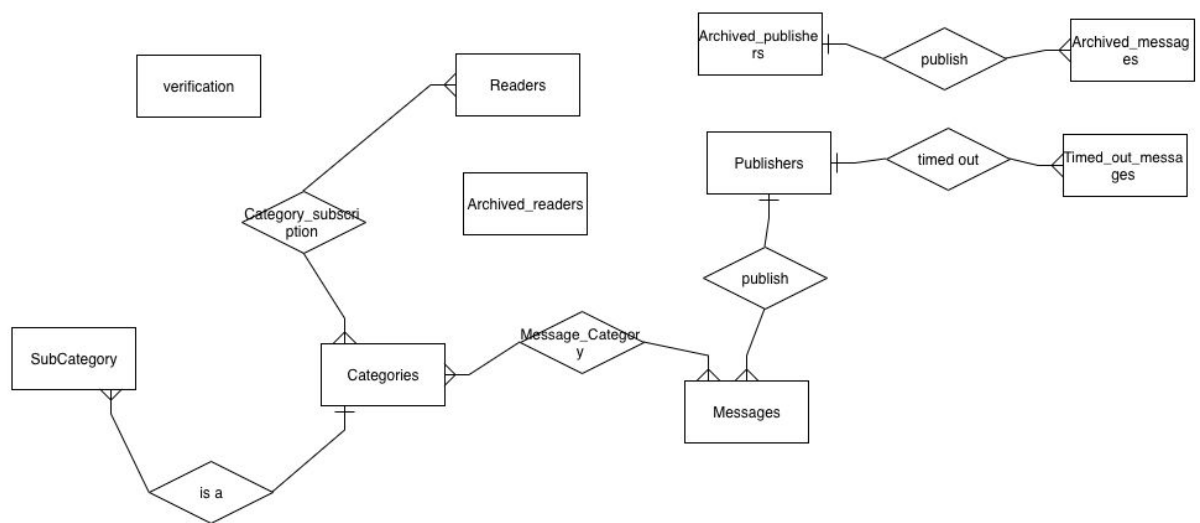 Archived_publishe
rs
publish
Archived_messag
es
verification
Readers
Publishers
timed out
Timed_out_messa
ges
Category_subscri
ption
Archived_readers
publish
SubCategory
Categories
Message_Categor
y
Messages
is a